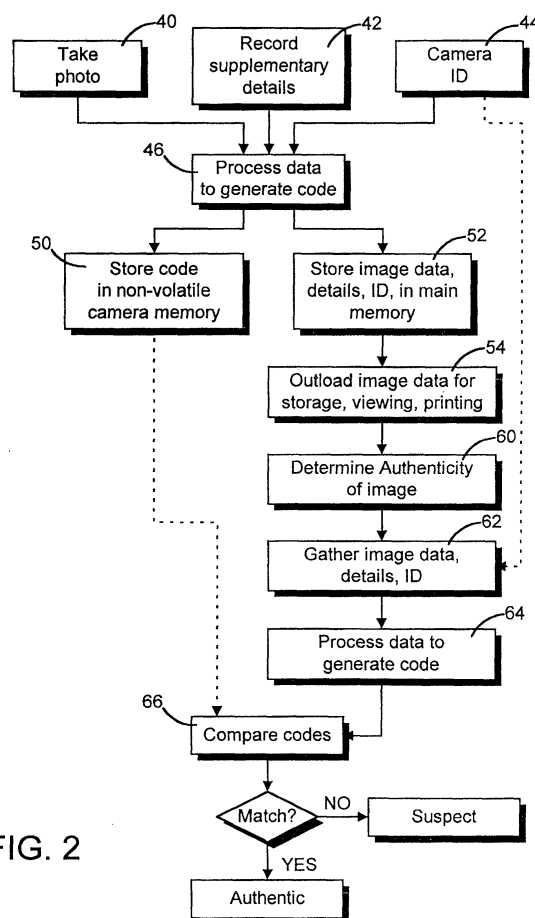 40
42
44
Take
photo
Record
supplementary
details
Camera
ID
46
Process data
to generate code
50
52
Store code
in non-volatile
camera memory
Store image data,
details, ID, in main
memory
54
Outload image data for
storage, viewing, printing
60
Determine Authenticity
of image
62
Gather image data,
details, ID
64
Process data to
generate code
66
Compare codes
Match?
NO
Suspect
YES
Authentic
FIG. 2